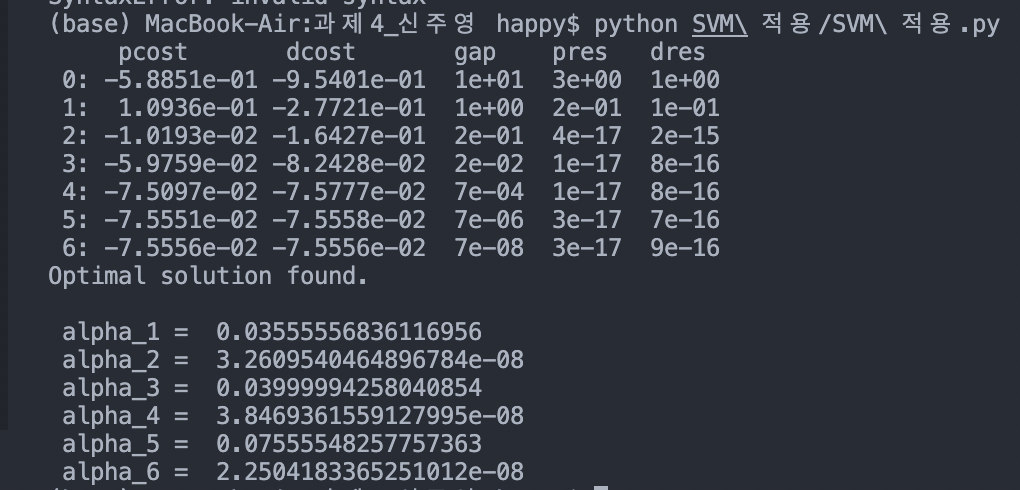 SyntaxError: invalid syntax
(base) MacBook-Air:과제4_신주영 happy$ python SVM\ 적용/SVM\ 적용.py
     pcost       dcost       gap    pres   dres
 0: -5.8851e-01 -9.5401e-01  1e+01  3e+00  1e+00
 1:  1.0936e-01 -2.7721e-01  1e+00  2e-01  1e-01
 2: -1.0193e-02 -1.6427e-01  2e-01  4e-17  2e-15
 3: -5.9759e-02 -8.2428e-02  2e-02  1e-17  8e-16
 4: -7.5097e-02 -7.5777e-02  7e-04  1e-17  8e-16
 5: -7.5551e-02 -7.5558e-02  7e-06  3e-17  7e-16
 6: -7.5556e-02 -7.5556e-02  7e-08  3e-17  9e-16
Optimal solution found.
 alpha_1 =  0.03555556836116956
 alpha_2 =  3.2609540464896784e-08
 alpha_3 =  0.03999994258040854
 alpha_4 =  3.8469361559127995e-08
 alpha_5 =  0.07555548257757363
 alpha_6 =  2.2504183365251012e-08